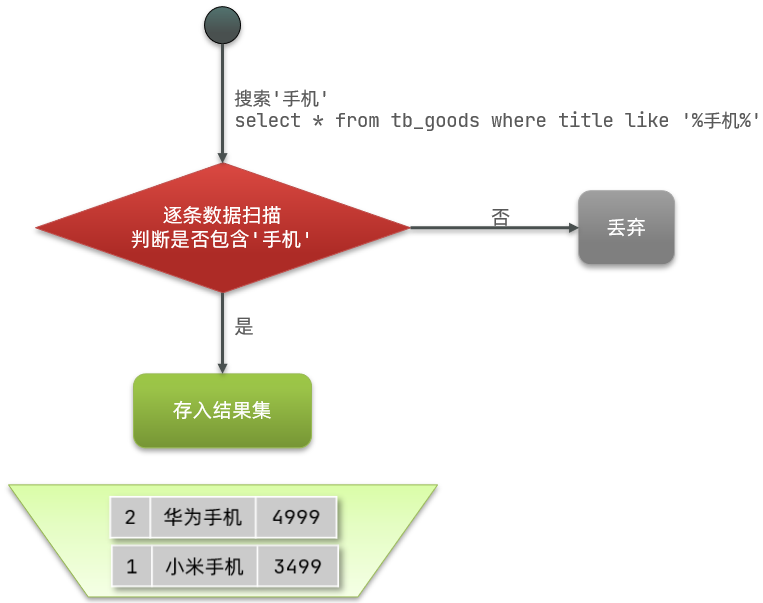 搜索'手机'
select * from tb_goods where title like '%手机%'
逐条数据扫描
判断是否包含'手机'
否
丢弃
是
存入结果集
2 华为手机 4999
1 小米手机 3499